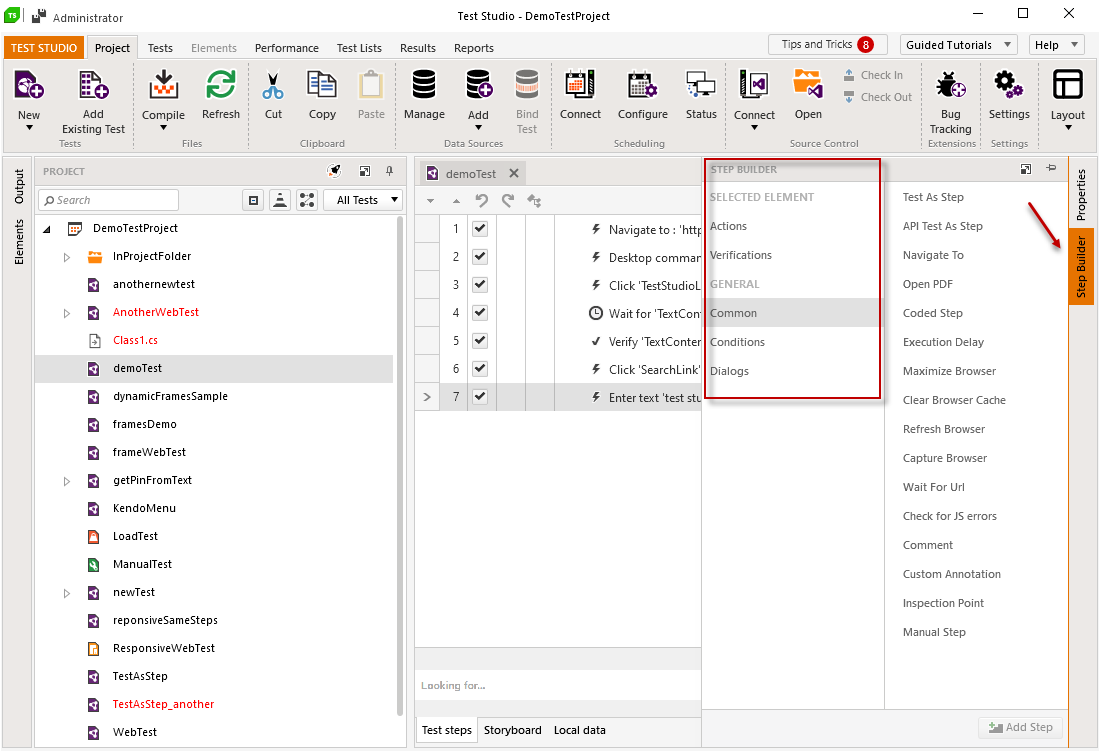 TS Administrator
Test Studio - DemoTestProject
TEST STUDIO Project Tests Elements Performance Test Lists Results Reports
Tips and Tricks 8 Guided Tutorials Help
New
Add Existing Test
Tests
Compile
Refresh
Files
Cut
Copy
Paste
Clipboard
Manage
Add
Bind Test
Data Sources
Connect
Configure
Status
Scheduling
Connect
Open
Check In
Check Out
Source Control
Bug Tracking
Extensions
Settings
Settings
Layout
Output
Elements
PROJECT
Search
All Tests
DemoTestProject
InProjectFolder
anothernewtest
AnotherWebTest
Class1.cs
demoTest
dynamicFramesSample
framesDemo
frameWebTest
getPinFromText
KendoMenu
LoadTest
ManualTest
newTest
reponsiveSameSteps
ResponsiveWebTest
TestAsStep
TestAsStep_another
WebTest
demoTest
1 Navigate to : 'http
2 Desktop comman
3 Click 'TestStudioL
4 Wait for 'TextCont
5 Verify 'TextConten
6 Click 'SearchLink'
7 Enter text 'test stu
Looking for...
Test steps Storyboard Local data
STEP BUILDER
SELECTED ELEMENT
Actions
Verifications
GENERAL
Common
Conditions
Dialogs
Test As Step
API Test As Step
Navigate To
Open PDF
Coded Step
Execution Delay
Maximize Browser
Clear Browser Cache
Refresh Browser
Capture Browser
Wait For Url
Check for JS errors
Comment
Custom Annotation
Inspection Point
Manual Step
Add Step
Properties
Step Builder